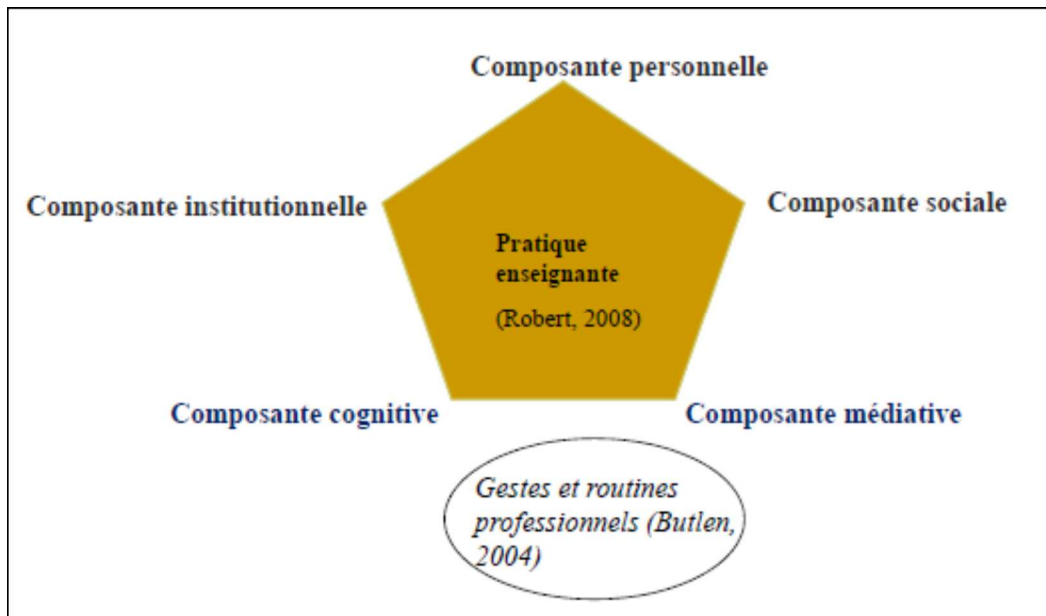 Composante personnelle
Composante institutionnelle
Composante sociale
Pratique
enseignante
(Robert, 2008)
Composante cognitive
Composante médiative
Gestes et routines
professionnels (Butlen,
2004)